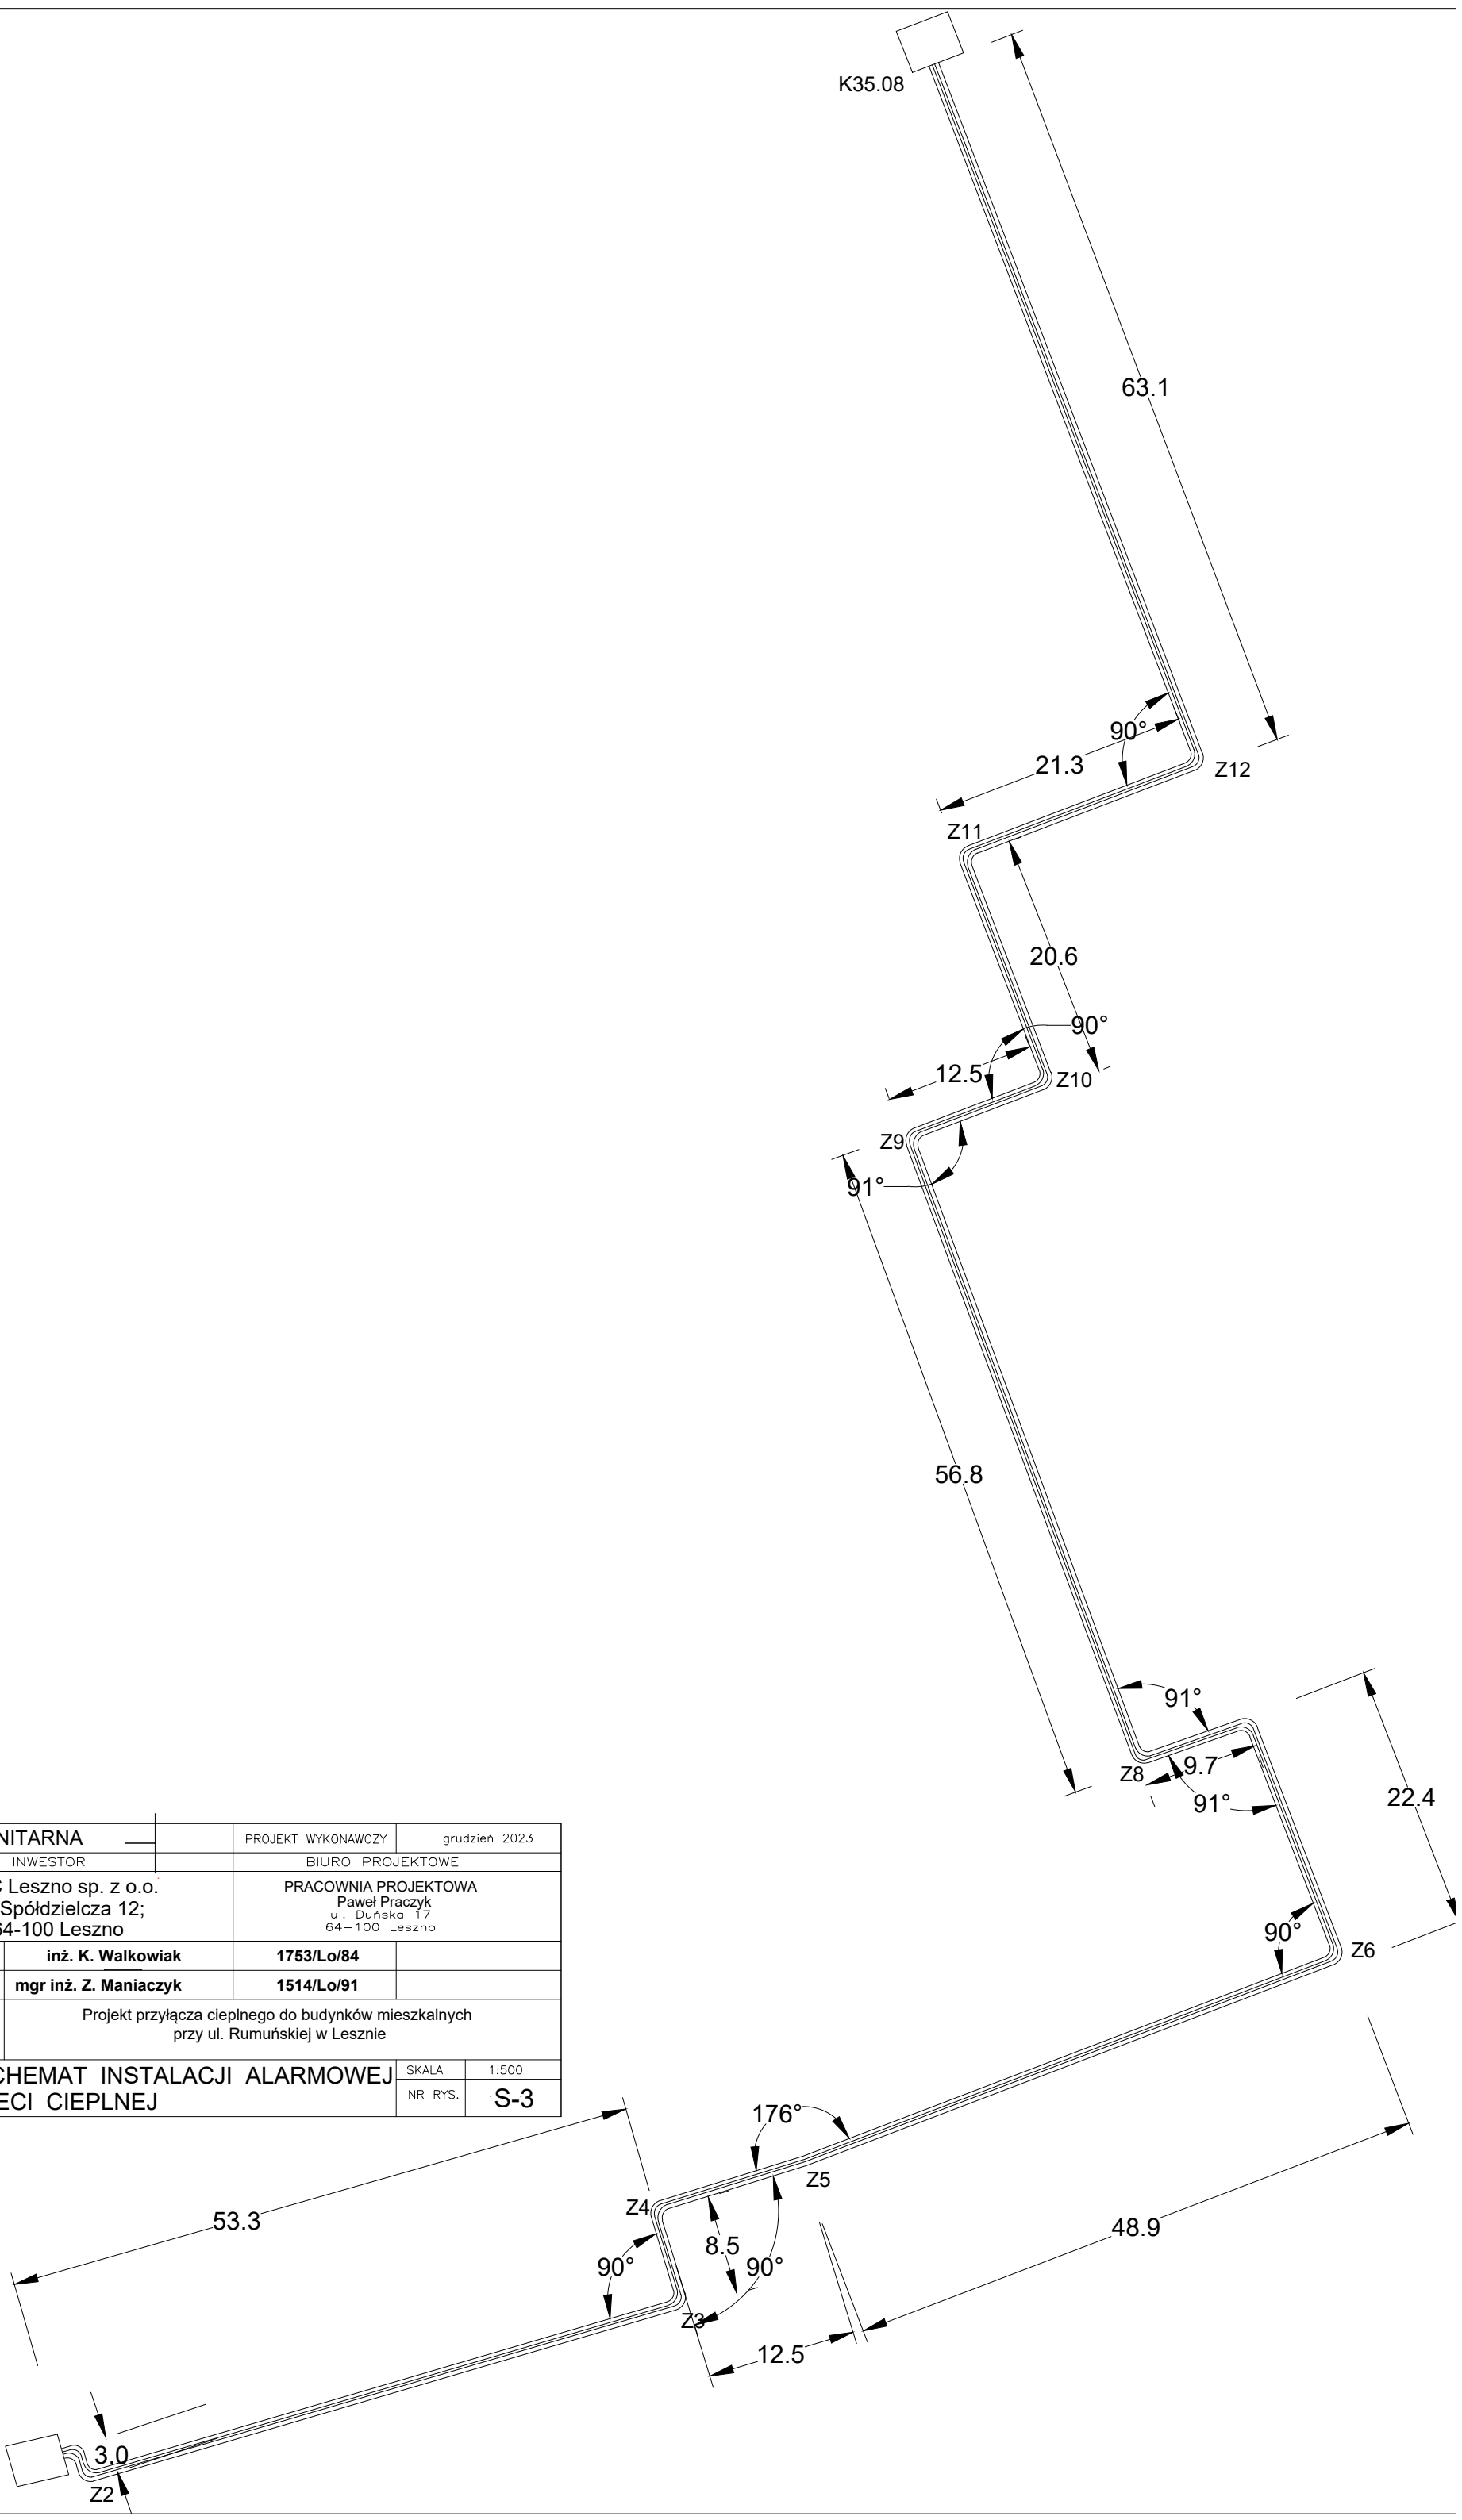 K35.08
63.1
90°
21.3
Z12
Z11
20.6
90°
12.5
Z10
Z9
91°
56.8
91°
9.7
Z8
91°
22.4
90°
Z6
NITARNA
PROJEKT WYKONAWCZY
grudzień 2023
INWESTOR
BIURO PROJEKTOWE
Leszno sp. z o.o.
Spółdzielcza 12;
64-100 Leszno
PRACOWNIA PROJEKTOWA
Paweł Praczyk
ul. Duńska 17
64-100 Leszno
inż. K. Walkowiak
1753/Lo/84
mgr inż. Z. Maniaczyk
1514/Lo/91
Projekt przyłącza cieplnego do budynków mieszkalnych
przy ul. Rumuńskiej w Lesznie
CHEMAT INSTALACJI ALARMOWEJ
ECI CIEPLNEJ
SKALA
1:500
NR RYS.
S-3
176°
Z5
53.3
Z4
48.9
8.5
90°
90°
Z3
12.5
3.0
Z2